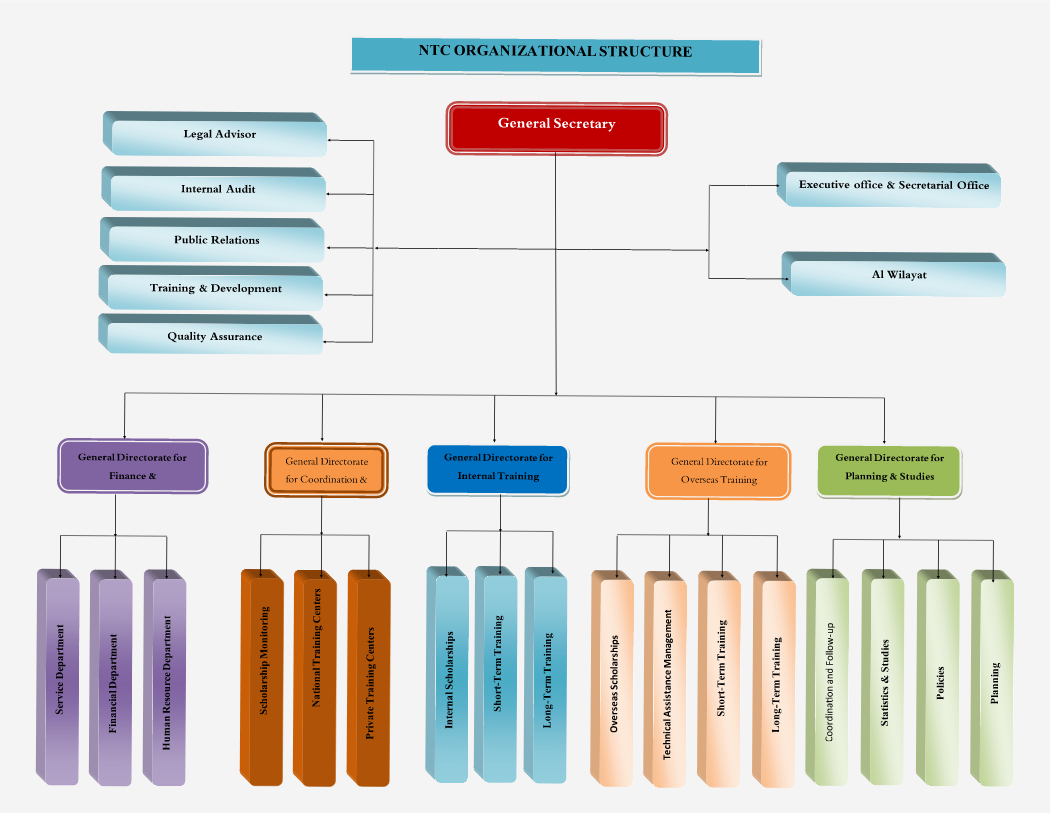 NTC ORGANIZATIONAL STRUCTURE
General Secretary
Legal Advisor
Internal Audit
Public Relations
Training & Development
Quality Assurance
Executive office & Secretarial Office
Al Wilayat
General Directorate for
Finance &
General Directorate
for Coordination &
General Directorate for
Internal Training
General Directorate for
Overseas Training
General Directorate for
Planning & Studies
Service Department
Financial Department
Human Resource Department
Scholarship Monitoring
National Training Centers
Private Training Centers
Internal Scholarships
Short-Term Training
Long-Term Training
Overseas Scholarships
Technical Assistance Management
Short-Term Training
Long-Term Training
Coordination and Follow-up
Statistics & Studies
Policies
Planning